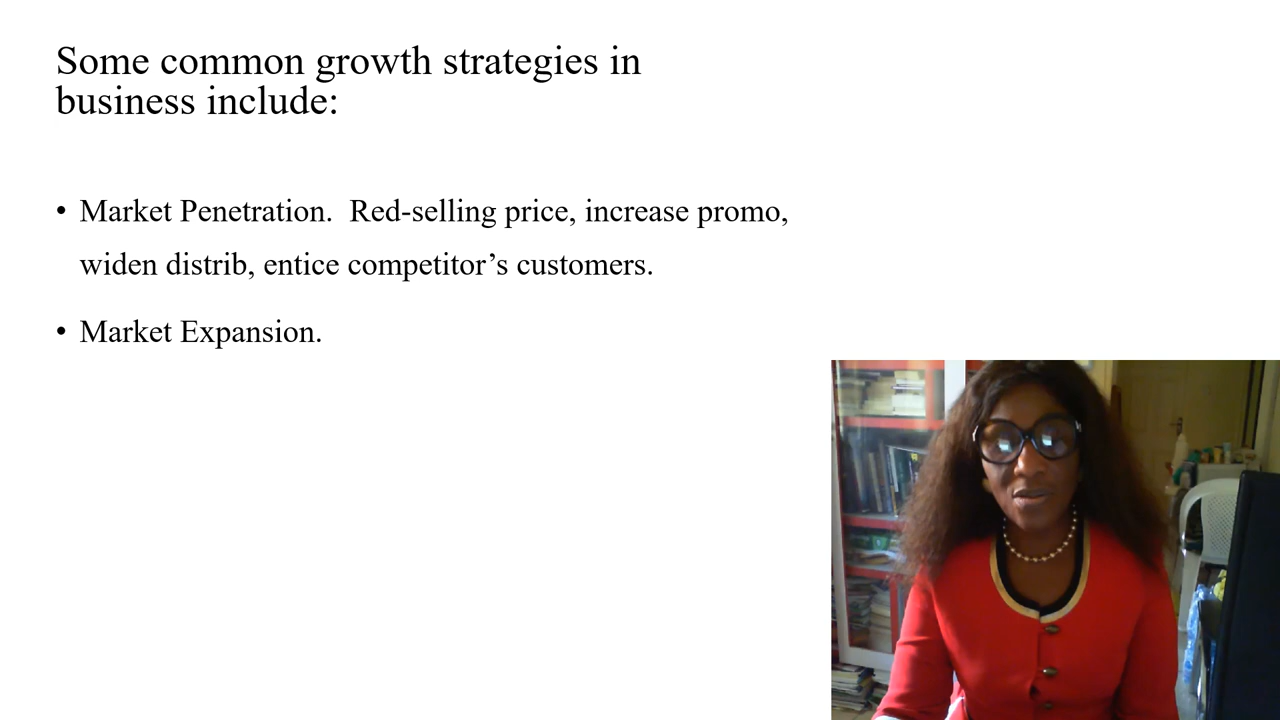 Some common growth strategies in
business include:
• Market Penetration.  Red-selling price, increase promo,
widen distrib, entice competitor’s customers.
• Market Expansion.